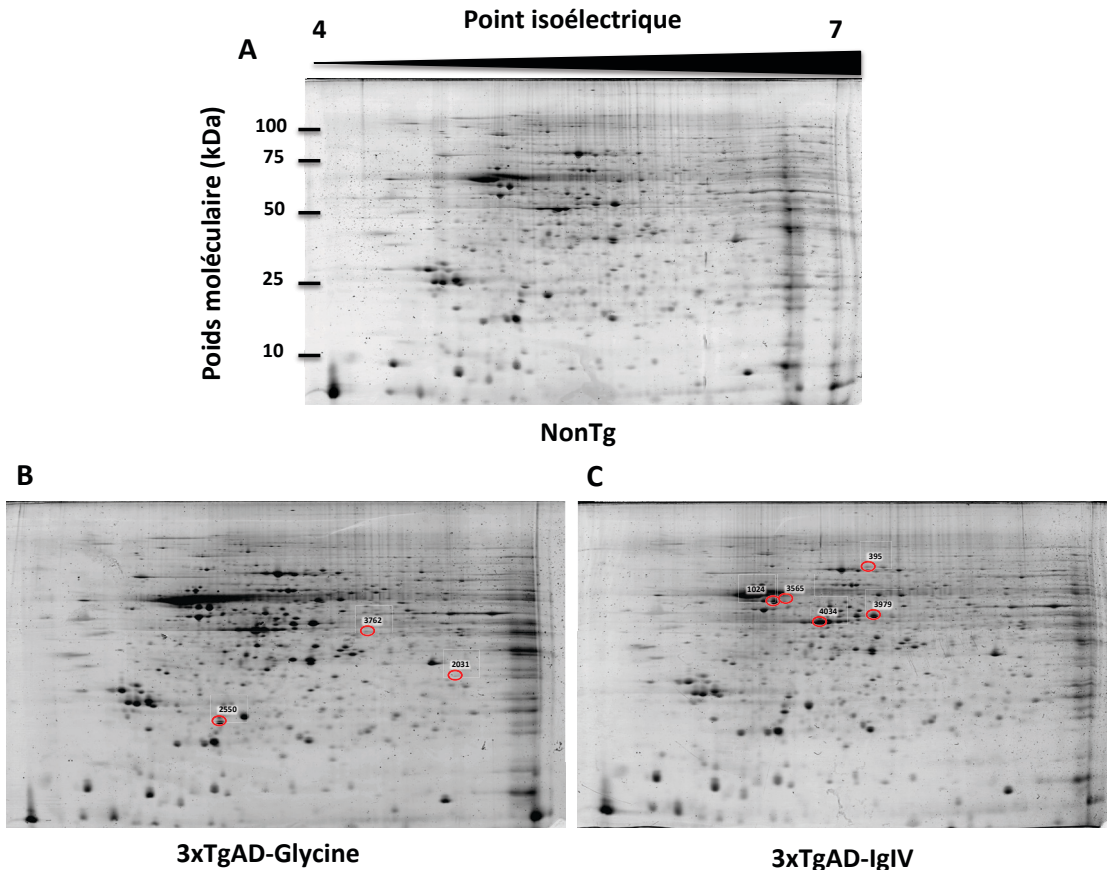 Point isoélectrique
4
7
A
Poids moléculaire (kDa)
100
75
50
25
10
NonTg
B
C
395
1024
3565
3979
4034
3762
2031
2550
3xTgAD-Glycine
3xTgAD-IgIV